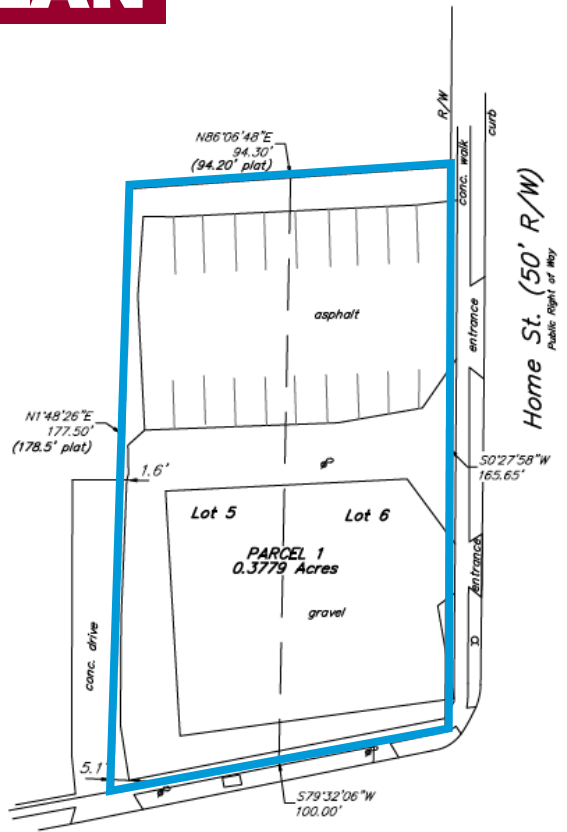 R/W
curb
N86°06'48"E
94.30'
(94.20' plat)
conc. walk
Home St. (50' R/W)
Public Right of Way
asphalt
entrance
N1°48'26"E
177.50'
(178.5' plat)
S0°27'58"W
165.65'
1.6'
Lot 5
Lot 6
PARCEL 1
0.3779 Acres
entrance
gravel
conc. drive
5.1'
S79°32'06"W
100.00'